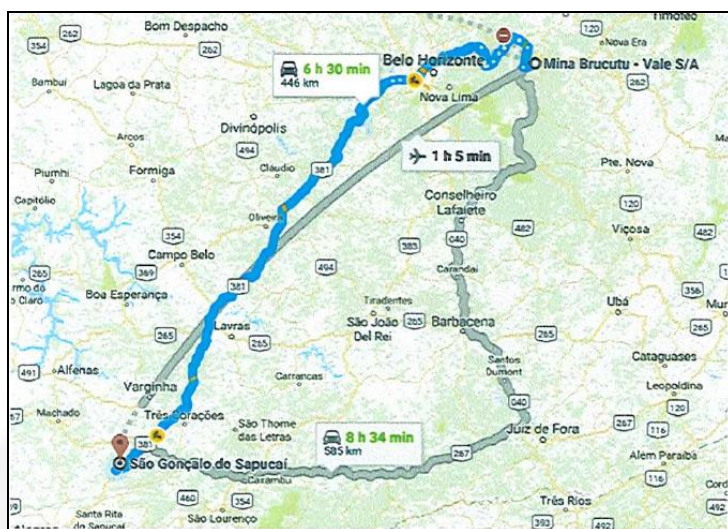 Bom Despacho
Timóteo
354
262
120
Nova Era
Belo Horizonte
Mina Brucutu - Vale S/A
6 h 30 min
446 km
Bambuí
Lagoa da Prata
Nova Lima
262
Divinópolis
494
1 h 5 min
Arcos
Piumhi
Formiga
Cláudio
381
Pte. Nova
Capitólio
Conselheiro
Lafaiete
120
Oliveira
040
482
Viçosa
482
354
383
265
369
Campo Belo
494
Carandaí
356
do Claro
Boa Esperança
381
Tiradentes
Ubá
São João
Del Rei
265
Barbacena
265
265
Lavras
265
Santos
Dumont
Cataguases
491
Alfenas
Carrancas
Leopoldina
Varginha
040
120
Machado
Três Corações
São Thome
das Letras
267
116
381
8 h 34 min
585 km
267
Juiz de Fora
São Gonçalo do Sapucaí
Além Paraíba
Caxambu
116
460
354
Santa Rita
do Sapucaí
São Lourenço
Três Rios
393
040